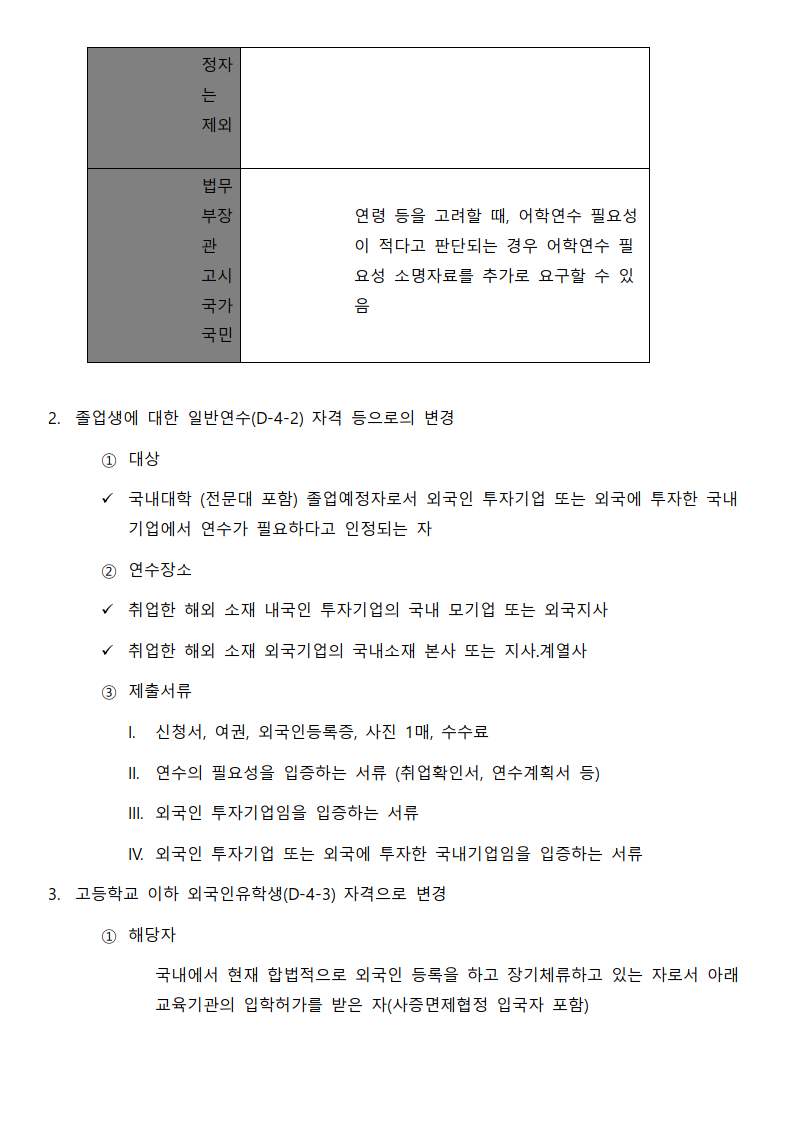 정자
는
제외
법무
부장
관
고시
국가
국민
연령 등을 고려할 때, 어학연수 필요성
이 적다고 판단되는 경우 어학연수 필
요성 소명자료를 추가로 요구할 수 있
음
2. 졸업생에 대한 일반연수(D-4-2) 자격 등으로의 변경
① 대상
✓ 국내대학 (전문대 포함) 졸업예정자로서 외국인 투자기업 또는 외국에 투자한 국내
기업에서 연수가 필요하다고 인정되는 자
② 연수장소
✓ 취업한 해외 소재 내국인 투자기업의 국내 모기업 또는 외국지사
✓ 취업한 해외 소재 외국기업의 국내소재 본사 또는 지사.계열사
③ 제출서류
I. 신청서, 여권, 외국인등록증, 사진 1매, 수수료
II. 연수의 필요성을 입증하는 서류 (취업확인서, 연수계획서 등)
III. 외국인 투자기업임을 입증하는 서류
IV. 외국인 투자기업 또는 외국에 투자한 국내기업임을 입증하는 서류
3. 고등학교 이하 외국인유학생(D-4-3) 자격으로 변경
① 해당자
국내에서 현재 합법적으로 외국인 등록을 하고 장기체류하고 있는 자로서 아래
교육기관의 입학허가를 받은 자(사증면제협정 입국자 포함)